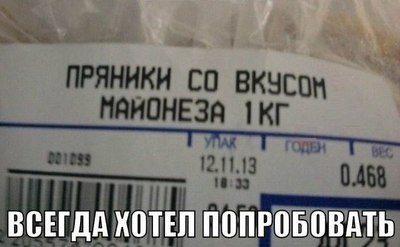 ПРЯНИКИ СО ВКУСОМ
МАЙОНЕЗА 1КГ
УПАК ГОДЕН ВЕС
001099 12.11.13 0.468
18:33
ВСЕГДА ХОТЕЛ ПОПРОБОВАТЬ